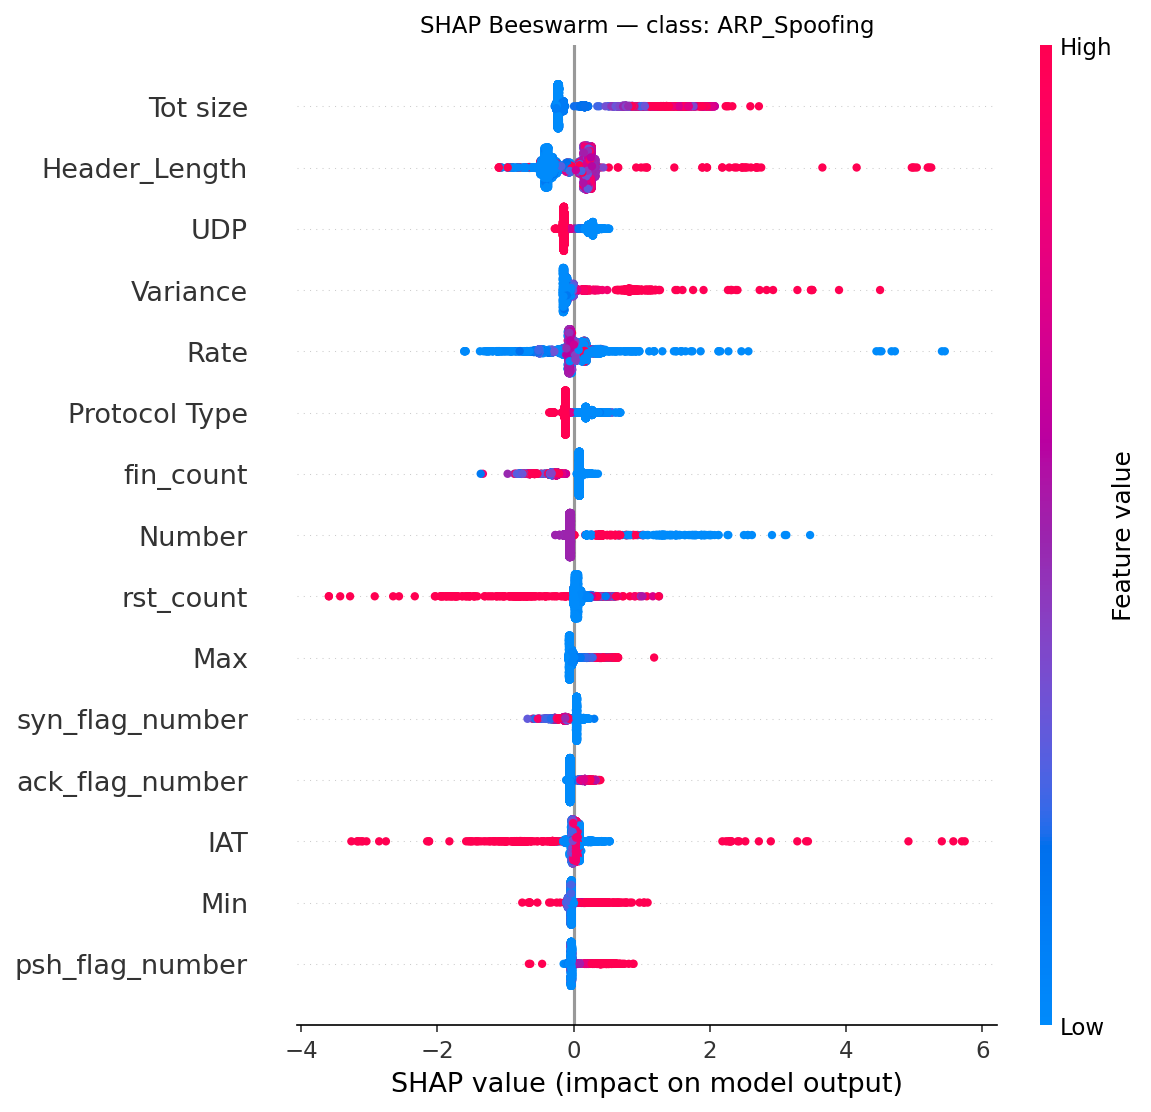 SHAP Beeswarm — class: ARP_Spoofing
High
Tot size
Header_Length
UDP
Variance
Rate
Protocol Type
fin_count
Number
rst_count
Max
syn_flag_number
ack_flag_number
IAT
Min
psh_flag_number
Feature value
Low
−4 −2 0 2 4 6
SHAP value (impact on model output)